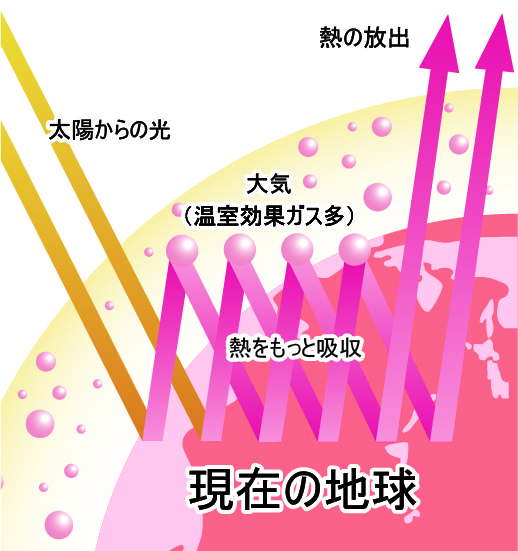 熱の放出
太陽からの光
大気
（温室効果ガス多）
熱をもっと吸収
現在の地球